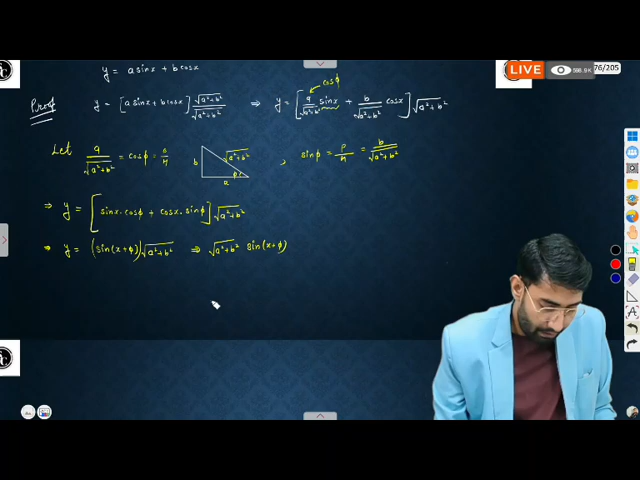 LIVE 76/205
y = a sinx + b cosx
cosφ
Proof y = [a sinx + b cosx] √a²+b² / √a²+b² ⇒ y = [a/√a²+b² sinx + b/√a²+b² cosx] √a²+b²
Let a/√a²+b² = cosφ = B/H b √a²+b² φ a , sinφ = P/H = b/√a²+b²
⇒ y = [sinx. cosφ + cosx. sinφ] √a²+b²
⇒ y = (sin(x+φ)) √a²+b² ⇒ √a²+b² sin(x+φ)